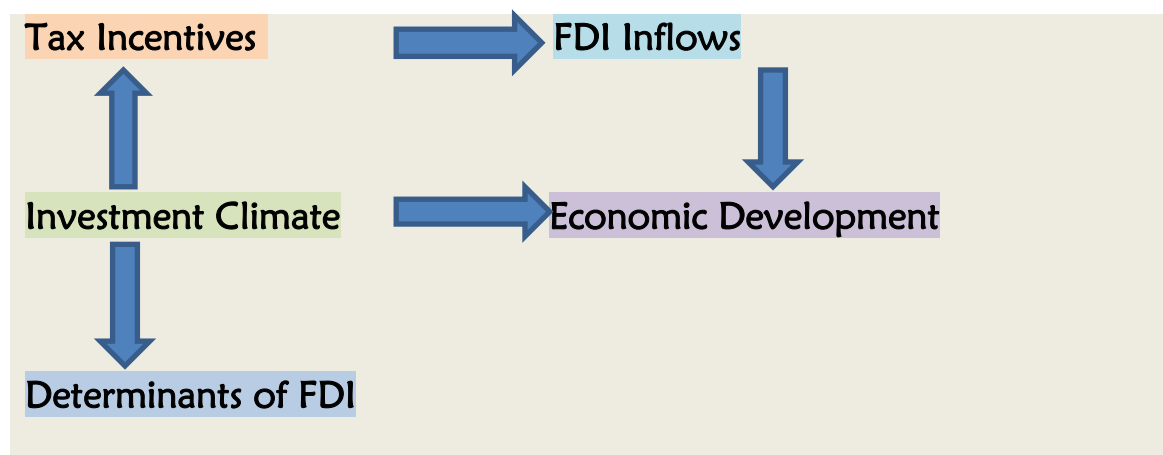 Tax Incentives
FDI Inflows
Investment Climate
Economic Development
Determinants of FDI